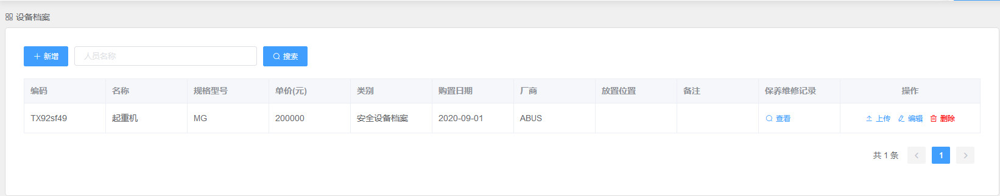 设备档案
新增 人员名称 搜索
编码 名称 规格型号 单价(元) 类别 购置日期 厂商 放置位置 备注 保养维修记录 操作
TX92sf49 起重机 MG 200000 安全设备档案 2020-09-01 ABUS 查看 上传 编辑 删除
共 1 条 1